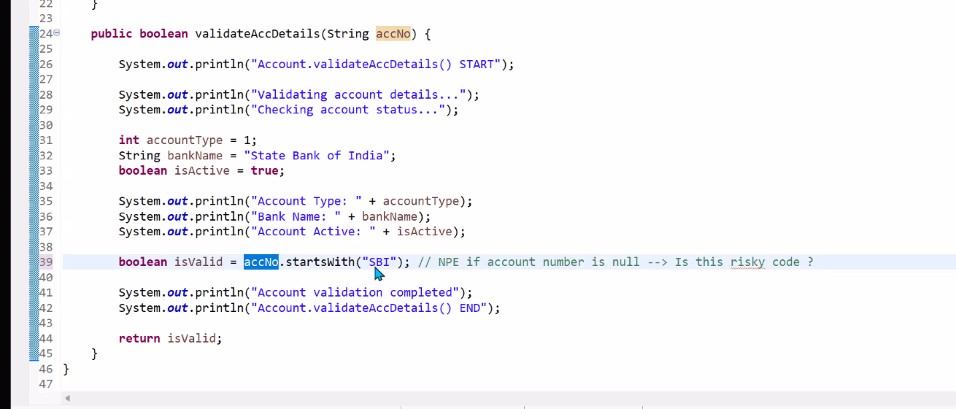 22 }
23
24 public boolean validateAccDetails(String accNo) {
25
26 System.out.println("Account.validateAccDetails() START");
27
28 System.out.println("Validating account details...");
29 System.out.println("Checking account status...");
30
31 int accountType = 1;
32 String bankName = "State Bank of India";
33 boolean isActive = true;
34
35 System.out.println("Account Type: " + accountType);
36 System.out.println("Bank Name: " + bankName);
37 System.out.println("Account Active: " + isActive);
38
39 boolean isValid = accNo.startsWith("SBI"); // NPE if account number is null --> Is this risky code ?
40
41 System.out.println("Account validation completed");
42 System.out.println("Account.validateAccDetails() END");
43
44 return isValid;
45 }
46 }
47